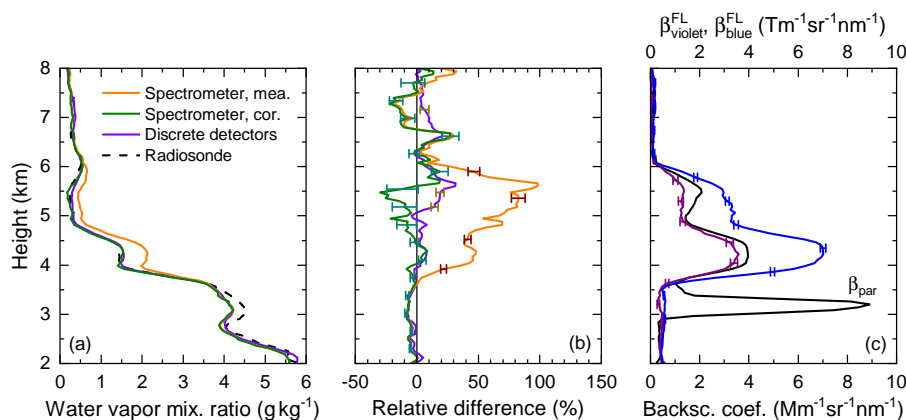 β^FL_violet, β^FL_blue (Tm⁻¹sr⁻¹nm⁻¹)
0 2 4 6 8 10
8
7
6
5
4
3
2
Height (km)
Spectrometer, mea.
Spectrometer, cor.
Discrete detectors
Radiosonde
β_par
(a)
(b)
(c)
0 1 2 3 4 5 6
-50 0 50 100 150
0 2 4 6 8 10
Water vapor mix. ratio (g kg⁻¹)
Relative difference (%)
Backsc. coef. (Mm⁻¹sr⁻¹nm⁻¹)